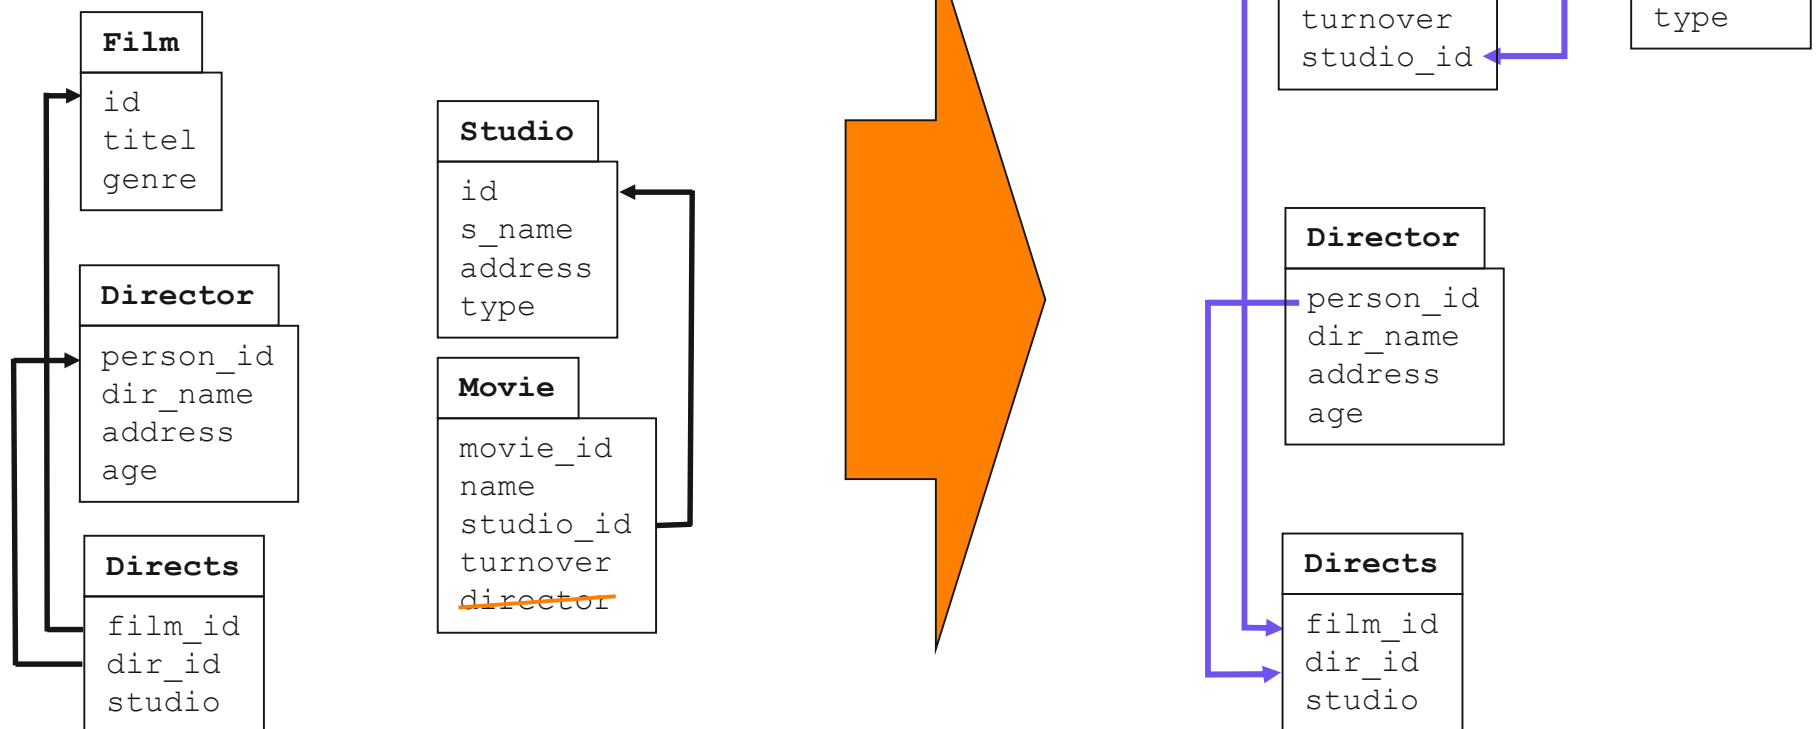 Film
id
titel
genre
Director
person_id
dir_name
address
age
Directs
film_id
dir_id
studio
Studio
id
s_name
address
type
Movie
movie_id
name
studio_id
turnover
director
turnover
studio_id
type
Director
person_id
dir_name
address
age
Directs
film_id
dir_id
studio